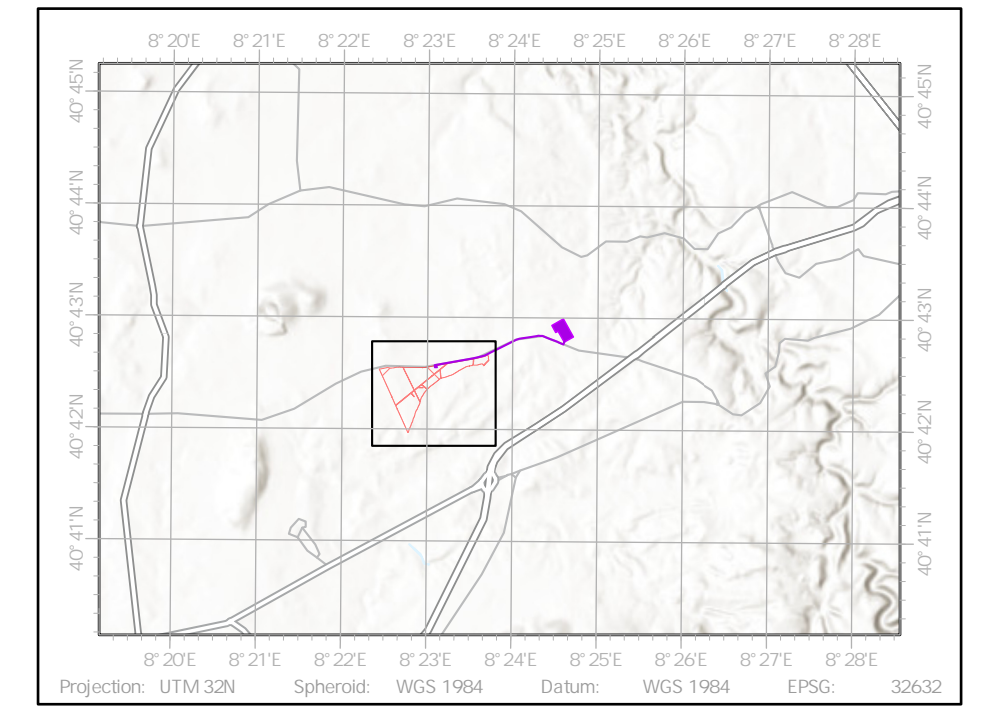 8° 20'E 8° 21'E 8° 22'E 8° 23'E 8° 24'E 8° 25'E 8° 26'E 8° 27'E 8° 28'E
40° 45'N 40° 45'N
40° 44'N 40° 44'N
40° 43'N 40° 43'N
40° 42'N 40° 42'N
40° 41'N 40° 41'N
8° 20'E 8° 21'E 8° 22'E 8° 23'E 8° 24'E 8° 25'E 8° 26'E 8° 27'E 8° 28'E
Projection: UTM 32N Spheroid: WGS 1984 Datum: WGS 1984 EPSG: 32632